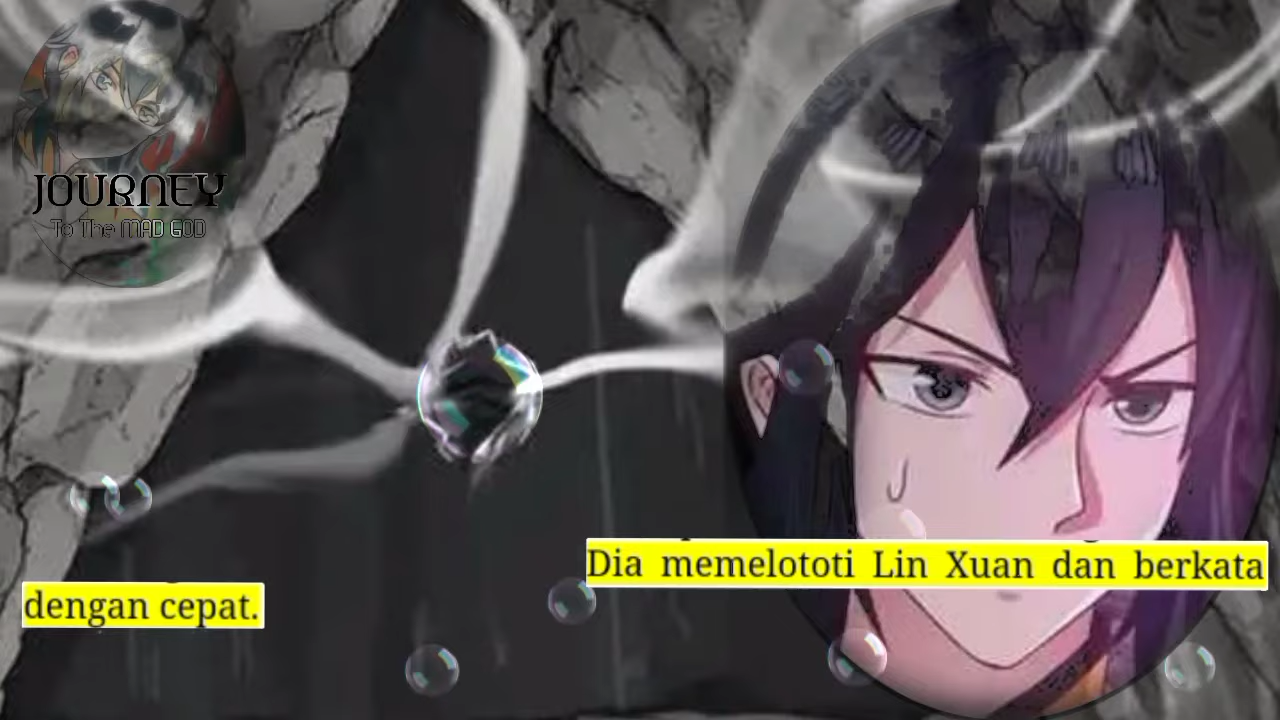 JOURNEY
To The MAD GOD
Dia memelototi Lin Xuan dan berkata
dengan cepat.